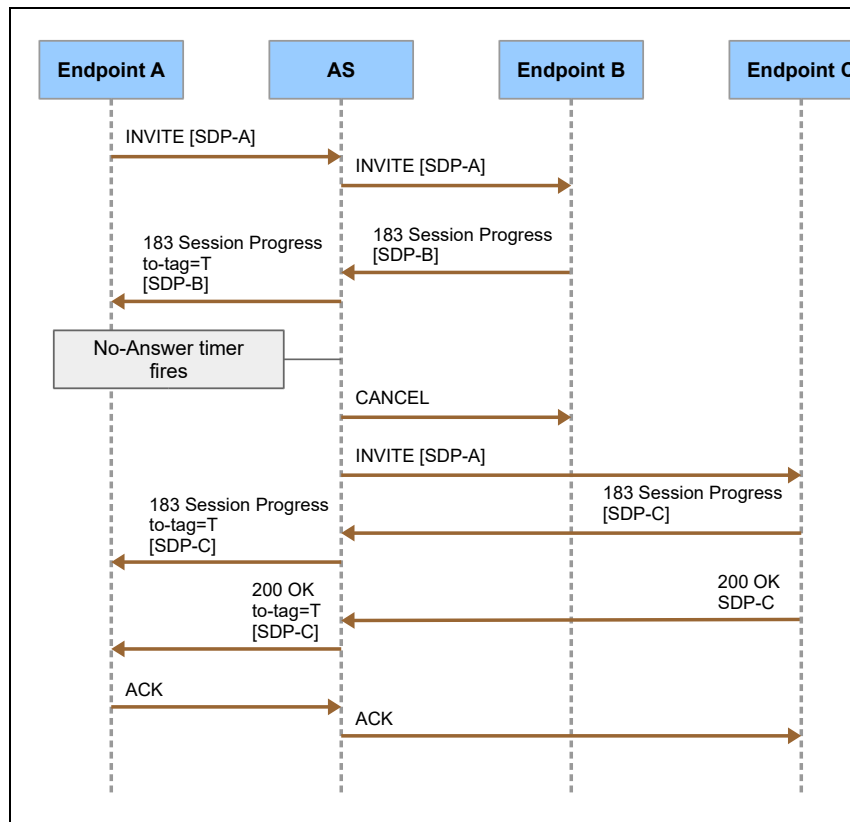 Endpoint A
AS
Endpoint B
Endpoint C
INVITE [SDP-A]
INVITE [SDP-A]
183 Session Progress
[SDP-B]
183 Session Progress
to-tag=T
[SDP-B]
No-Answer timer
fires
CANCEL
INVITE [SDP-A]
183 Session Progress
[SDP-C]
183 Session Progress
to-tag=T
[SDP-C]
200 OK
SDP-C
200 OK
to-tag=T
[SDP-C]
ACK
ACK